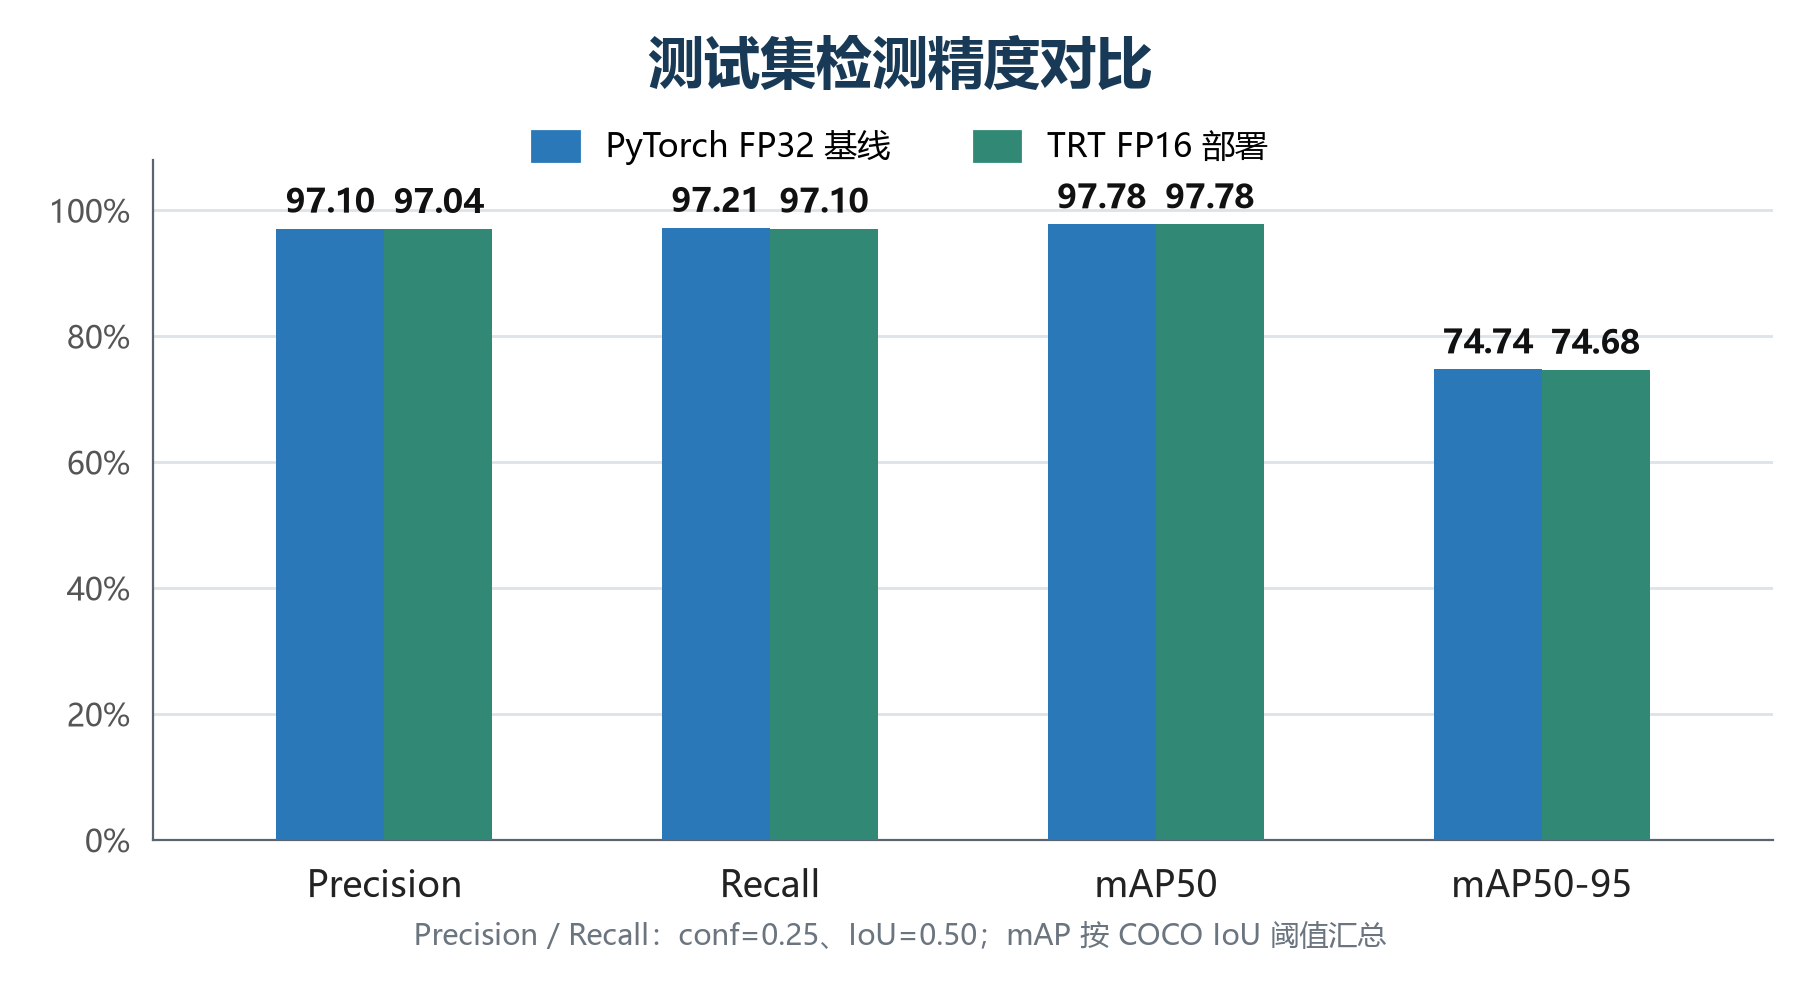 测试集检测精度对比
PyTorch FP32 基线 TRT FP16 部署
97.10 97.04 97.21 97.10 97.78 97.78
74.74 74.68
100%
80%
60%
40%
20%
0%
Precision Recall mAP50 mAP50-95
Precision / Recall：conf=0.25、IoU=0.50；mAP 按 COCO IoU 阈值汇总